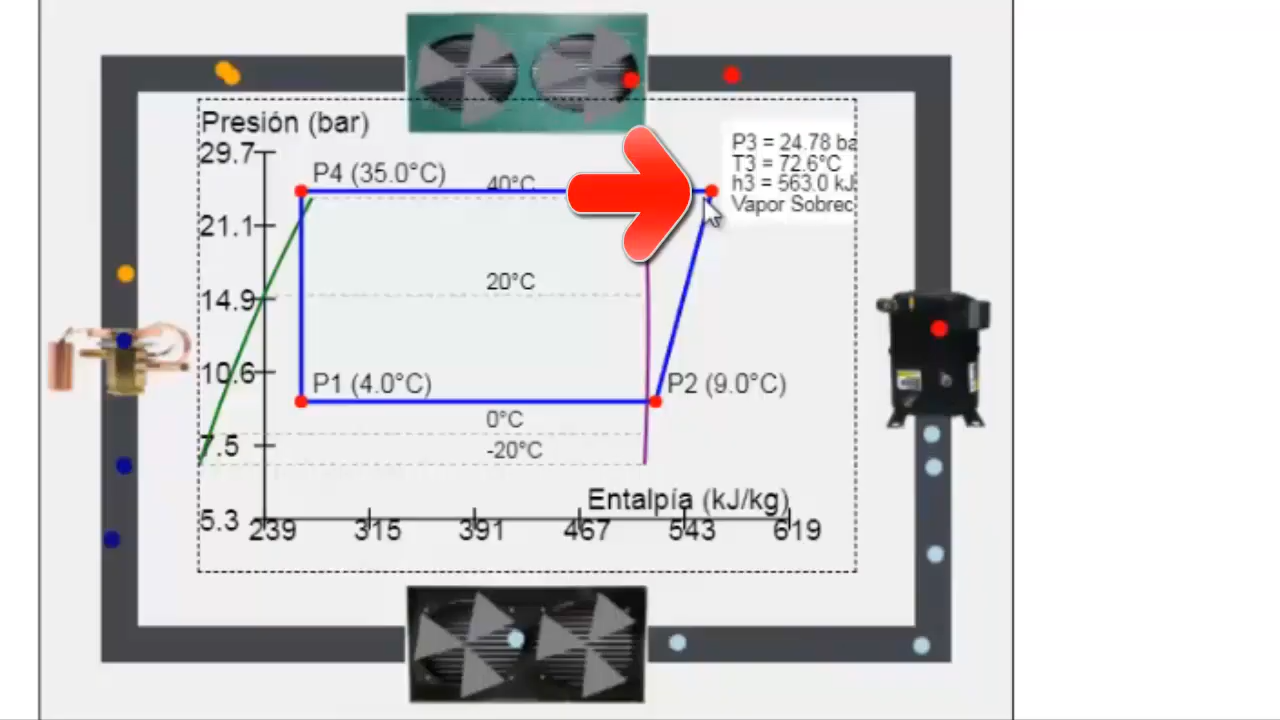 Presión (bar)
29.7
P4 (35.0°C)
40°C
P3 = 24.78 ba
T3 = 72.6°C
h3 = 563.0 kJ
Vapor Sobrec
21.1
20°C
14.9
10.6
P1 (4.0°C)
P2 (9.0°C)
0°C
7.5
-20°C
Entalpía (kJ/kg)
5.3
239 315 391 467 543 619